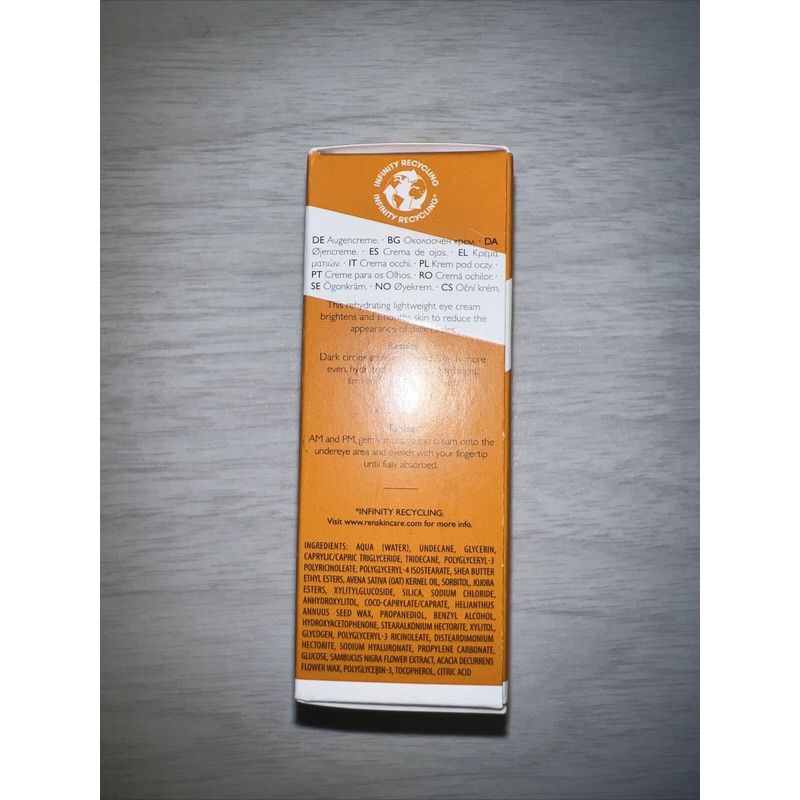 INFINITY RECYCLING
INFINITY RECYCLING*
DE Augencreme. · BG Околоочен крем. · DA
Øjencreme. · ES Crema de ojos. · EL Κρέμα
ματιών. · IT Crema occhi. · PL Krem pod oczy. ·
PT Creme para os Olhos. · RO Cremă ochilor. ·
SE Ögonkräm. · NO Øyekrem. · CS Oční krém.
This rehydrating lightweight eye cream
brightens and smooths skin to reduce the
appearance of dark circles.
Results
Dark circles more
even, hydrated bright,
To use
AM and PM, gently massage the cream onto the
undereye area and eyelids with your fingertip
until fully absorbed.
*INFINITY RECYCLING.
Visit www.renskincare.com for more info.
INGREDIENTS: AQUA (WATER), UNDECANE, GLYCERIN,
CAPRYLIC/CAPRIC TRIGLYCERIDE, TRIDECANE, POLYGLYCERYL-3
POLYRICINOLEATE, POLYGLYCERYL-4 ISOSTEARATE, SHEA BUTTER
ETHYL ESTERS, AVENA SATIVA (OAT) KERNEL OIL, SORBITOL, JOJOBA
ESTERS, XYLITYLGLUCOSIDE, SILICA, SODIUM CHLORIDE,
ANHYDROXYLITOL, COCO-CAPRYLATE/CAPRATE, HELIANTHUS
ANNUUS SEED WAX, PROPANEDIOL, BENZYL ALCOHOL,
HYDROXYACETOPHENONE, STEARALKONIUM HECTORITE, XYLITOL,
GLYCOGEN, POLYGLYCERYL-3 RICINOLEATE, DISTEARDIMONIUM
HECTORITE, SODIUM HYALURONATE, PROPYLENE CARBONATE,
GLUCOSE, SAMBUCUS NIGRA FLOWER EXTRACT, ACACIA DECURRENS
FLOWER WAX, POLYGLYCERIN-3, TOCOPHEROL, CITRIC ACID